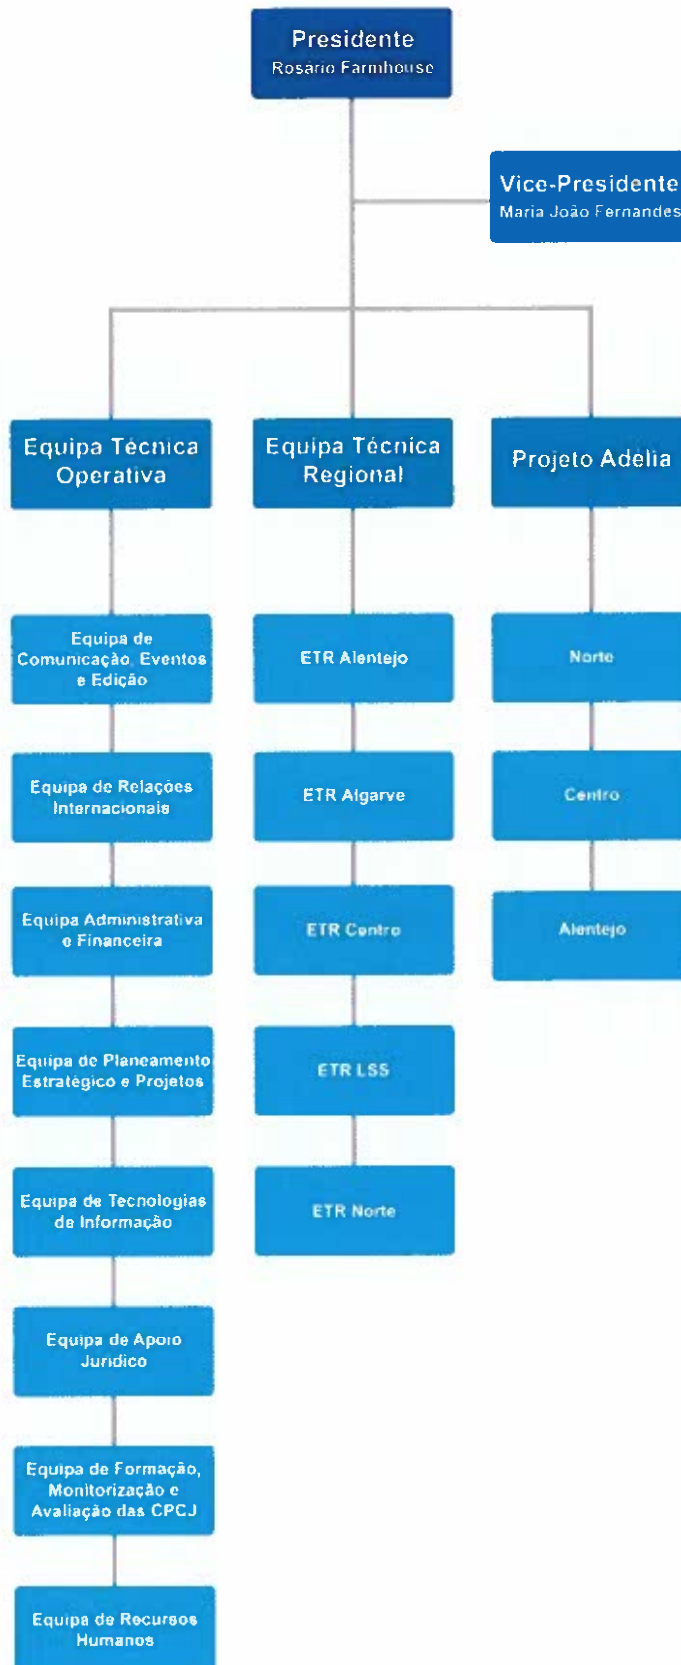 Presidente
Rosário Farmhouse
Vice-Presidente
Maria João Fernandes
Equipa Técnica
Operativa
Equipa Técnica
Regional
Projeto Adelia
Equipa de
Comunicação, Eventos
e Edição
ETR Alentejo
Norte
Equipa de Relações
Internacionais
ETR Algarve
Centro
Equipa Administrativa
e Financeira
ETR Centro
Alentejo
Equipa de Planeamento
Estratégico e Projetos
ETR LSS
Equipa de Tecnologias
de Informação
ETR Norte
Equipa de Apoio
Jurídico
Equipa de Formação,
Monitorização e
Avaliação das CPCJ
Equipa de Recursos
Humanos